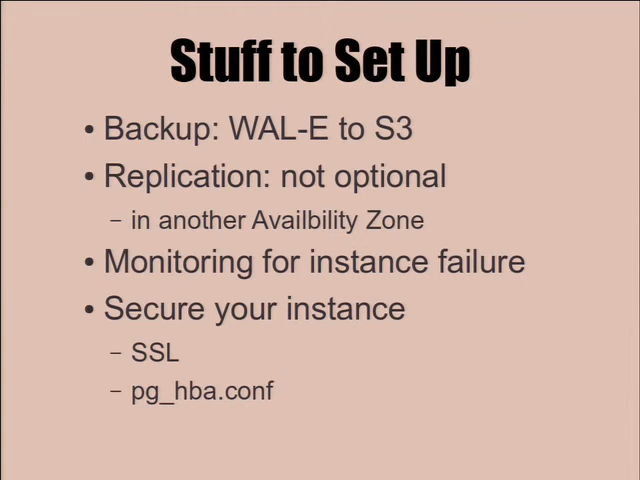 Stuff to Set Up
• Backup: WAL-E to S3
• Replication: not optional
– in another Availbility Zone
• Monitoring for instance failure
• Secure your instance
– SSL
– pg_hba.conf